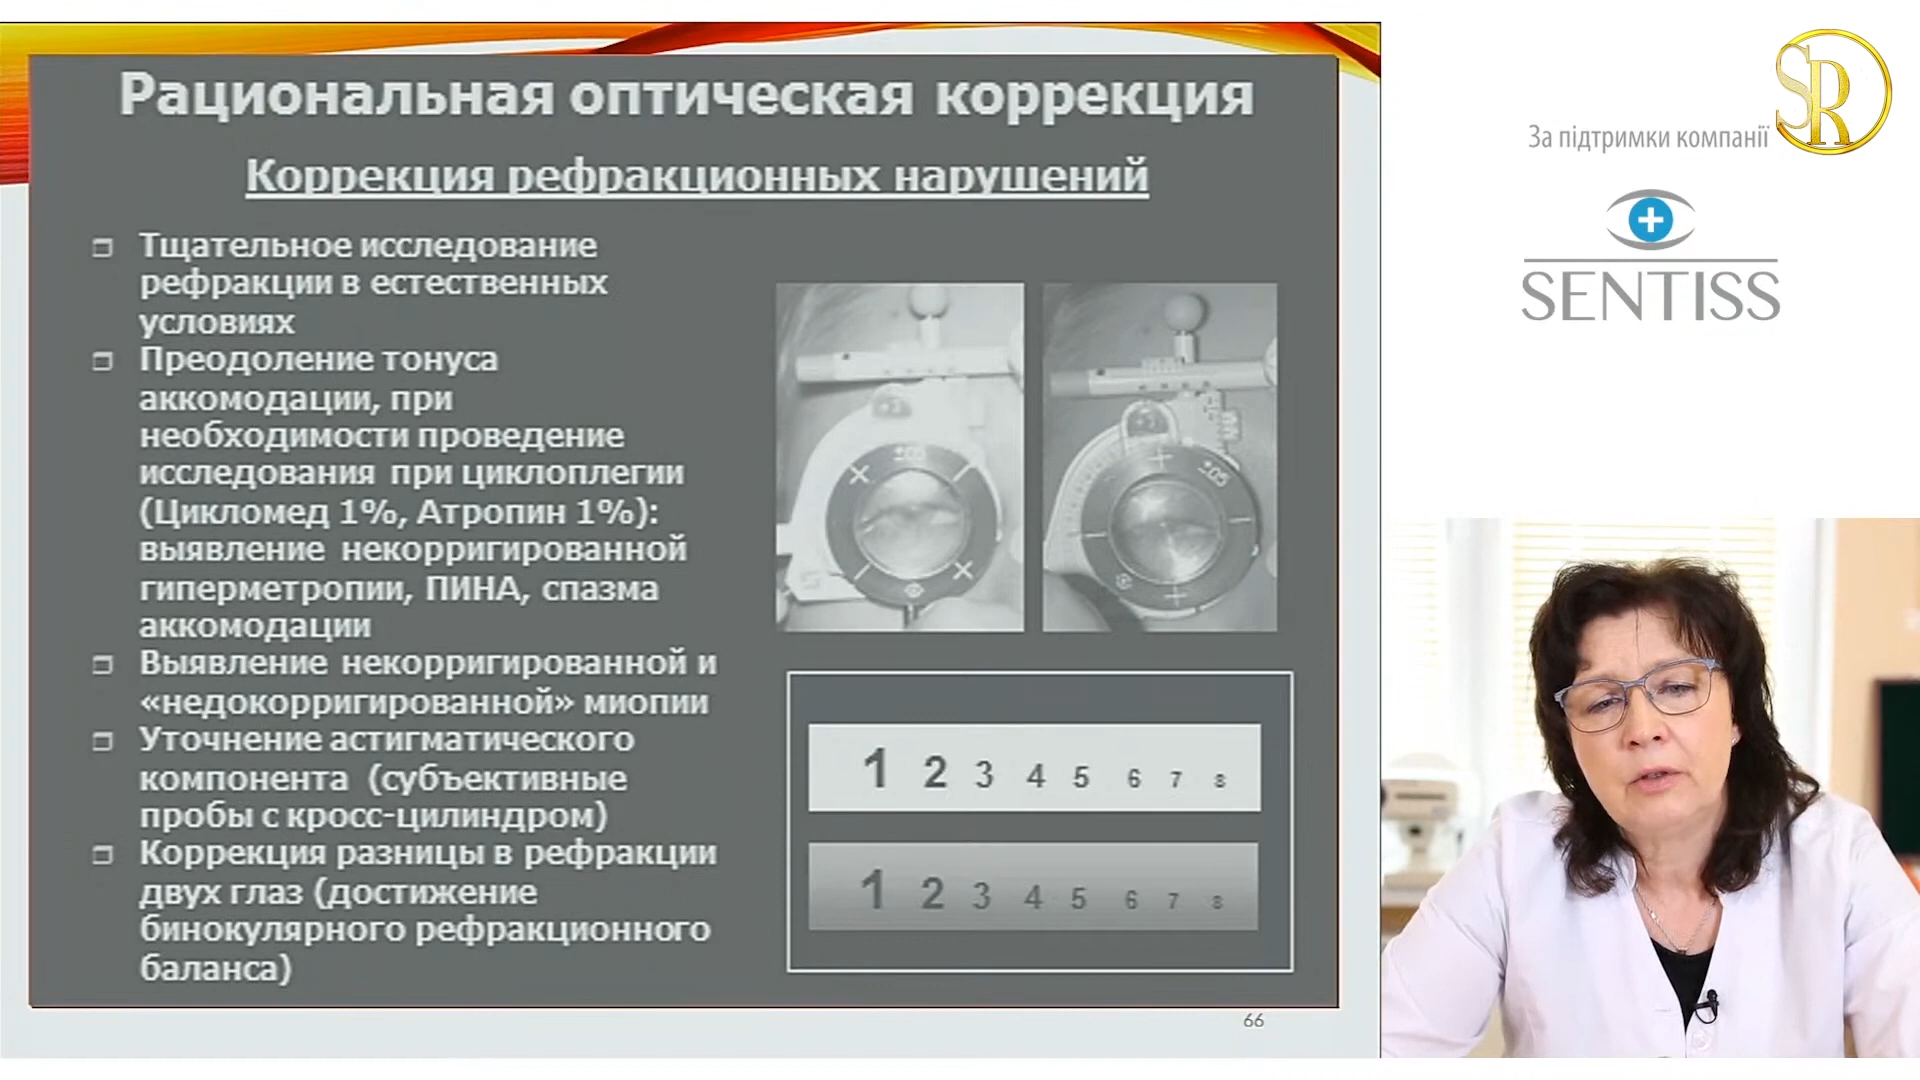 Рациональная оптическая коррекция
Коррекция рефракционных нарушений
Тщательное исследование
рефракции в естественных
условиях
Преодоление тонуса
аккомодации, при
необходимости проведение
исследования при циклоплегии
(Цикломед 1%, Атропин 1%):
выявление некорригированной
гиперметропии, ПИНА, спазма
аккомодации
Выявление некорригированной и
«недокорригированной» миопии
Уточнение астигматического
компонента (субъективные
пробы с кросс-цилиндром)
Коррекция разницы в рефракции
двух глаз (достижение
бинокулярного рефракционного
баланса)
±05
1 2 3 4 5 6 7 8
1 2 3 4 5 6 7 8
66
За підтримки компанії
SR
SENTISS